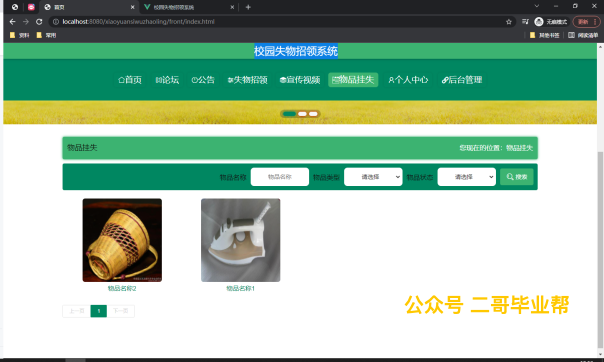 首页
校园失物招领系统
localhost:8080/xiaoyuanshiwuzhaoling/front/index.html
无痕模式
更新
资料
常用
其他书签
阅读清单
校园失物招领系统
首页 论坛 公告 失物招领 宣传视频 物品挂失 个人中心 后台管理
物品挂失
您现在的位置：物品挂失
物品名称 物品名称 物品类型 请选择 物品状态 请选择 搜索
物品名称2
物品名称1
上一页 1 下一页
公众号 二哥毕业帮